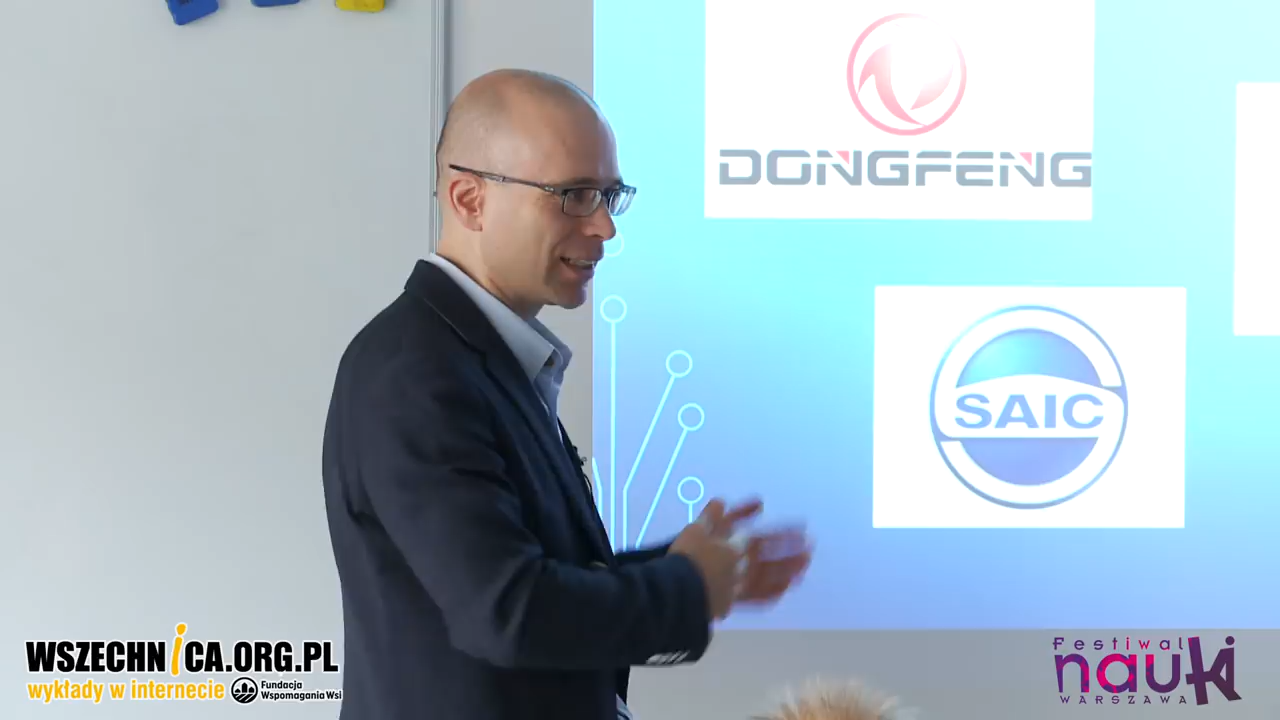 DONGFENG
SAIC
WSZECHNICA.ORG.PL
wykłady w internecie
Fundacja
Wspomagania Wsi
Festiwal
nauki
WARSZAWA